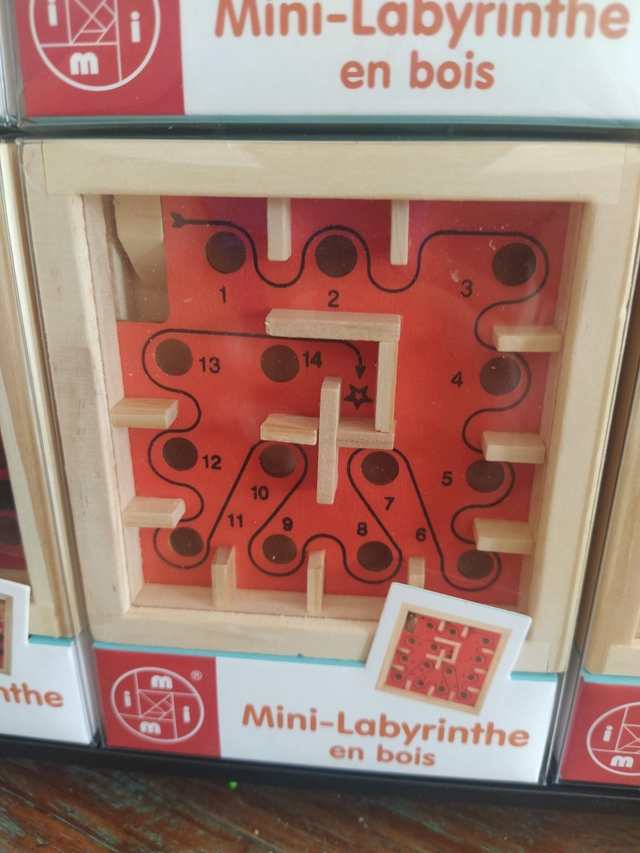 Mini-Labyrinthe
en bois
i
i
m
1
2
3
13
14
4
12
10
7
5
11
9
8
6
nthe
m
i
i
m
®
Mini-Labyrinthe
en bois
i
m